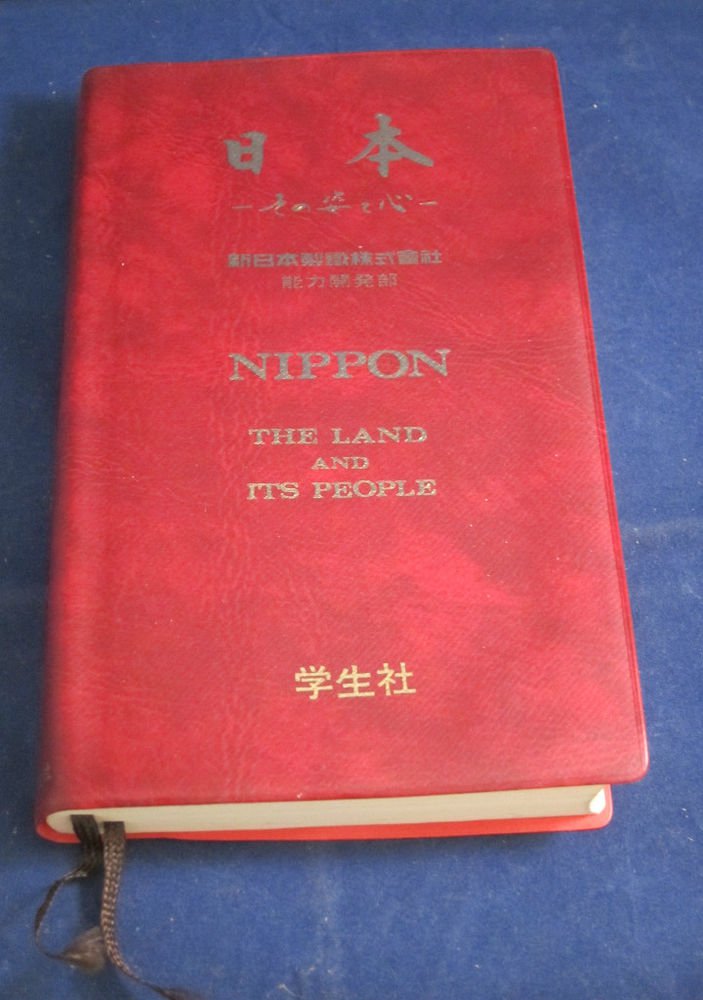 日本
－その姿と心－
新日本製鐵株式會社
能力開発部
NIPPON
THE LAND
AND
ITS PEOPLE
学生社